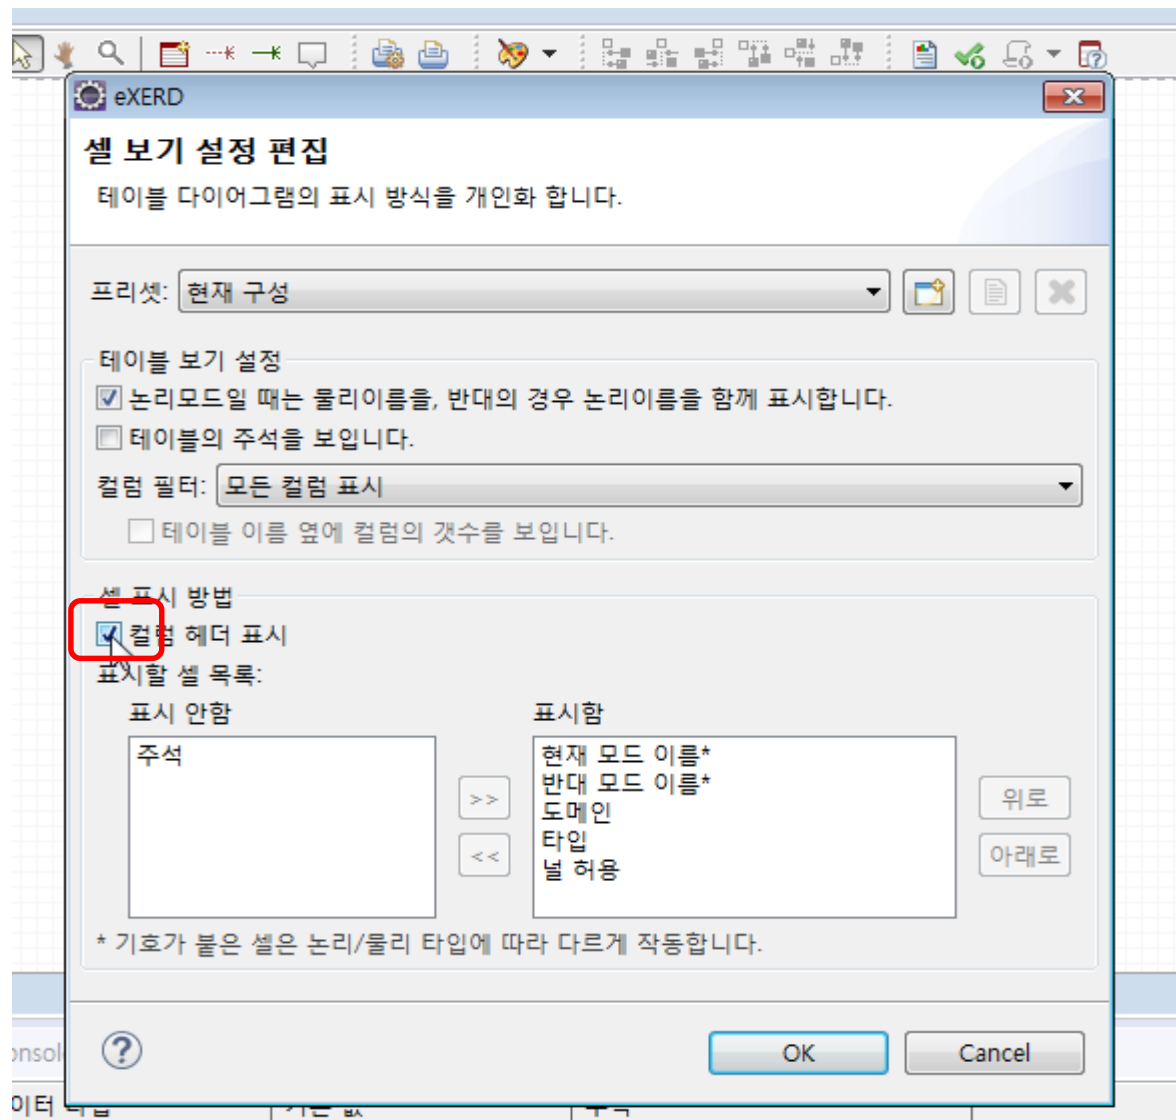 eXERD
셀 보기 설정 편집
테이블 다이어그램의 표시 방식을 개인화 합니다.
프리셋: 현재 구성
테이블 보기 설정
논리모드일 때는 물리이름을, 반대의 경우 논리이름을 함께 표시합니다.
테이블의 주석을 보입니다.
컬럼 필터: 모든 컬럼 표시
테이블 이름 옆에 컬럼의 갯수를 보입니다.
셀 표시 방법
컬럼 헤더 표시
표시할 셀 목록:
표시 안함 표시함
주석
현재 모드 이름*
반대 모드 이름*
도메인
타입
널 허용
>>
<<
위로
아래로
* 기호가 붙은 셀은 논리/물리 타입에 따라 다르게 작동합니다.
OK Cancel